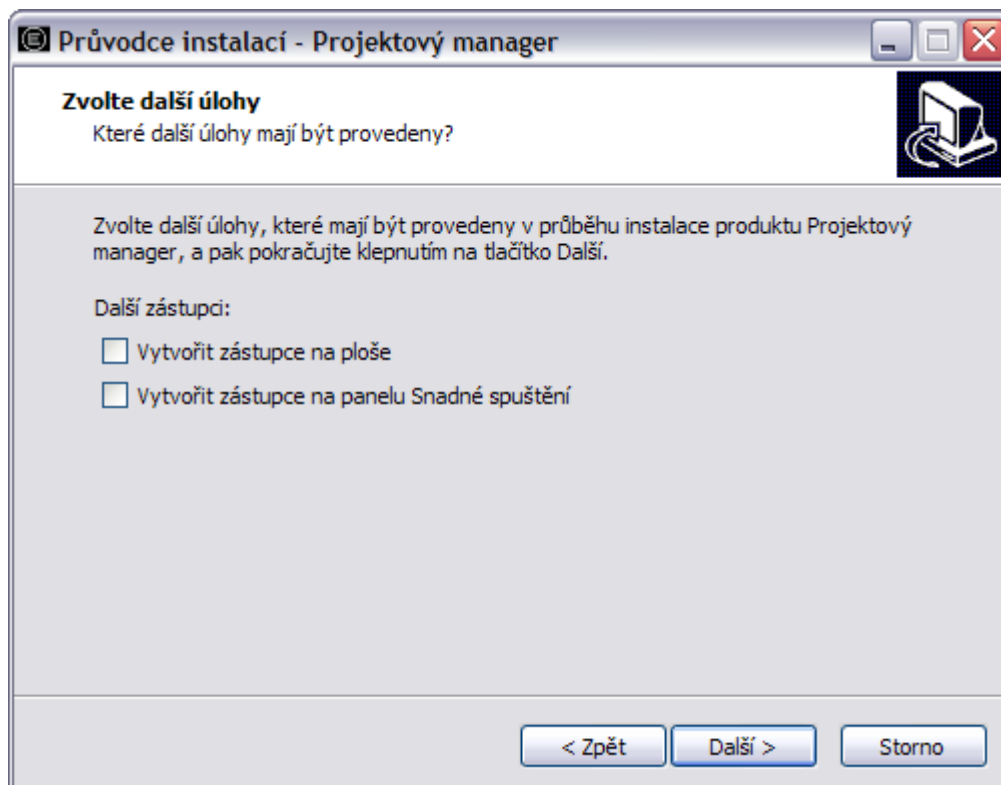 Průvodce instalací - Projektový manager
Zvolte další úlohy
Které další úlohy mají být provedeny?
Zvolte další úlohy, které mají být provedeny v průběhu instalace produktu Projektový
manager, a pak pokračujte klepnutím na tlačítko Další.
Další zástupci:
Vytvořit zástupce na ploše
Vytvořit zástupce na panelu Snadné spuštění
< Zpět
Další >
Storno